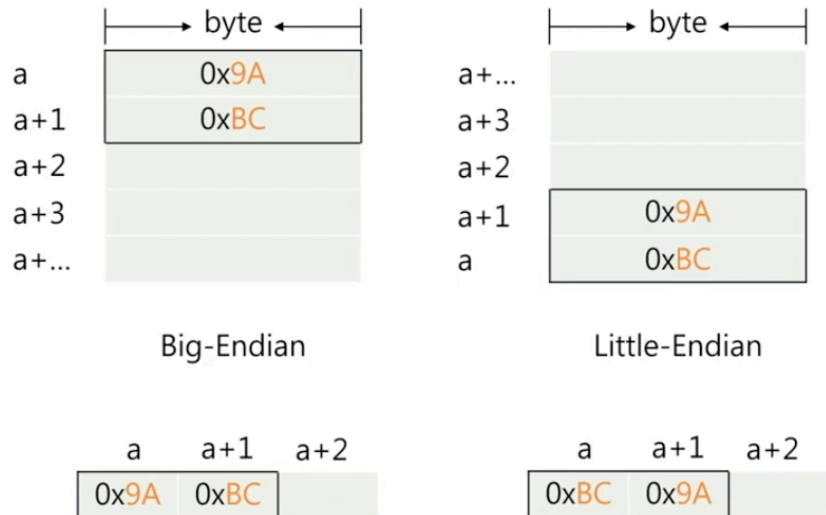 byte
a 0x9A
a+1 0xBC
a+2
a+3
a+...
Big-Endian
a a+1 a+2
0x9A 0xBC
byte
a+...
a+3
a+2
a+1 0x9A
a 0xBC
Little-Endian
a a+1 a+2
0xBC 0x9A